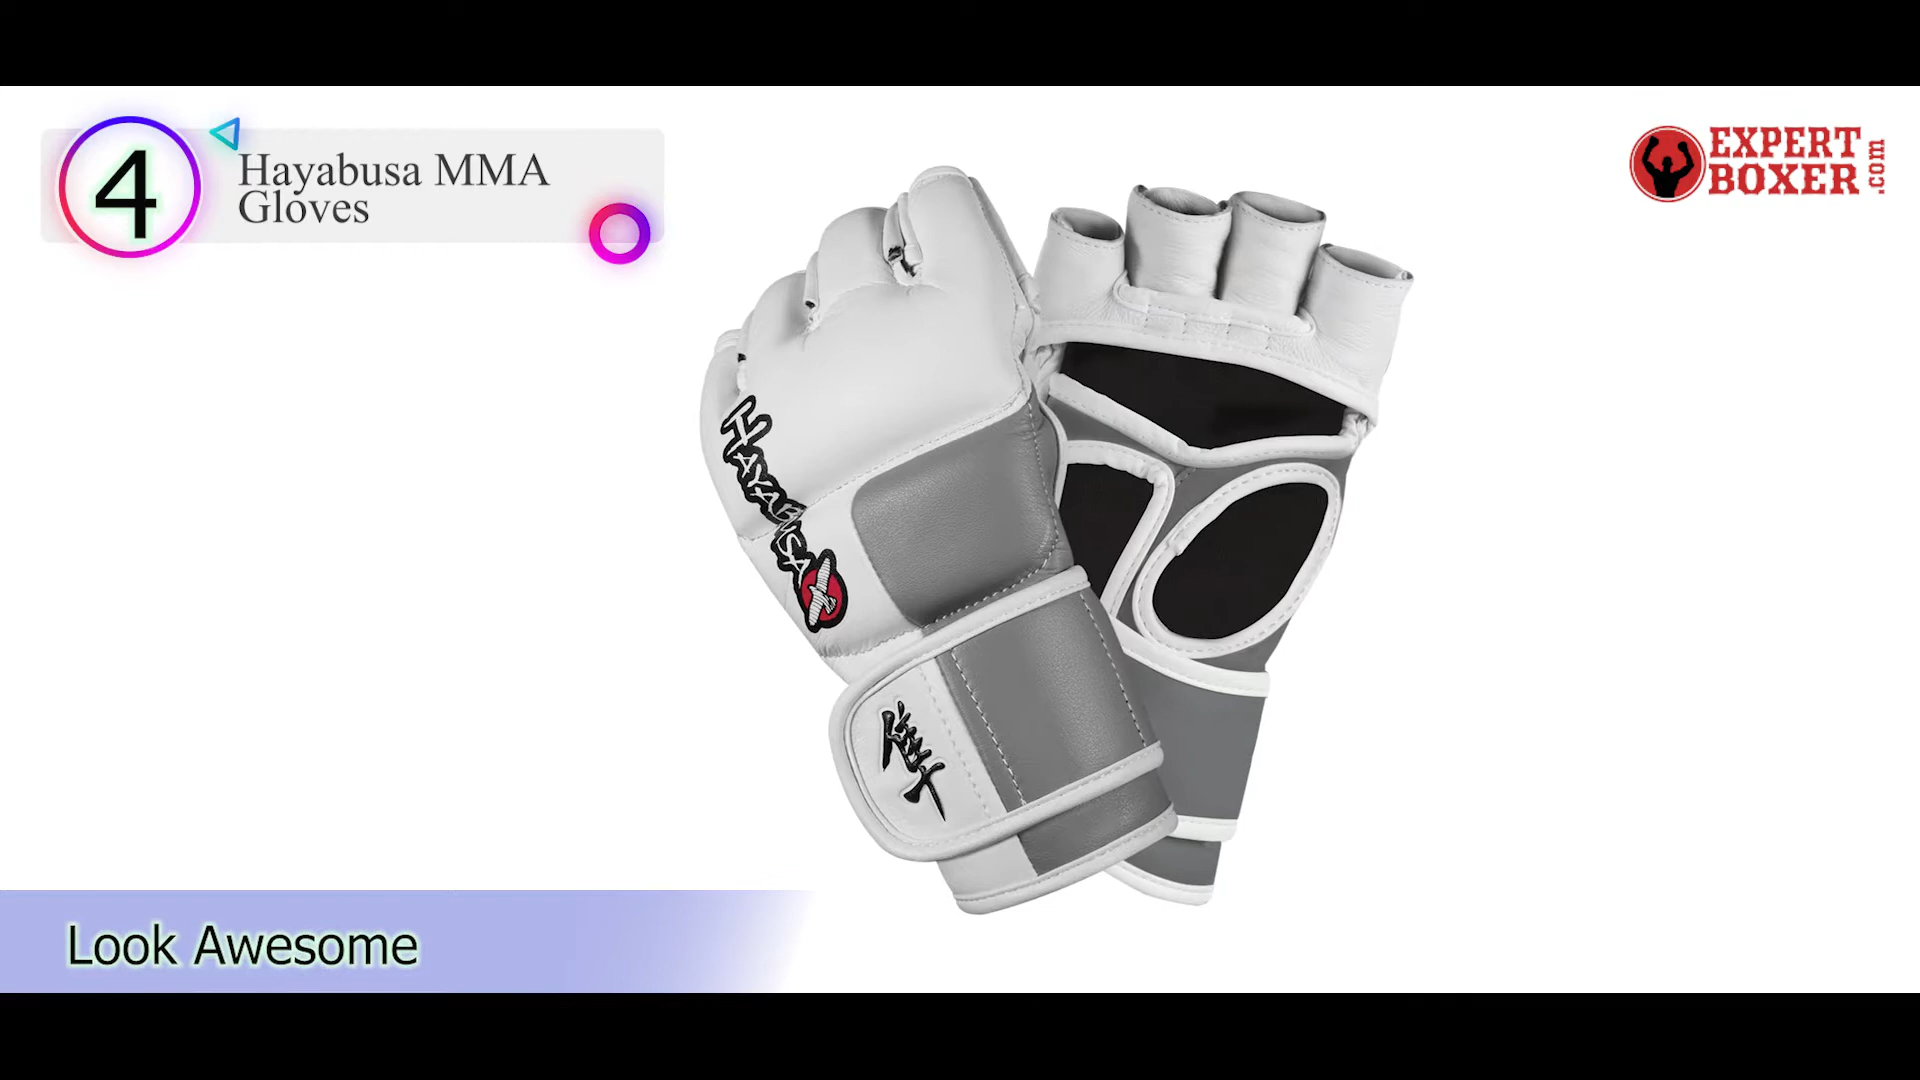 4
Hayabusa MMA
Gloves
EXPERT
BOXER
.com
HAYABUSA
隼
Look Awesome